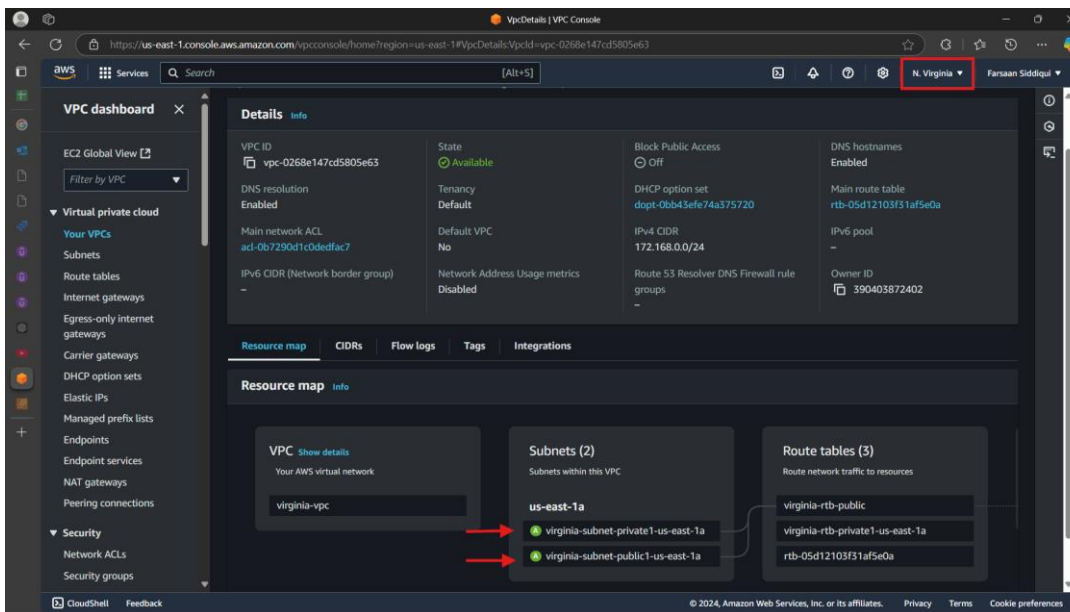 VpcDetails | VPC Console
https://us-east-1.console.aws.amazon.com/vpcconsole/home?region=us-east-1#VpcDetails:VpcId=vpc-0268e147cd5805e63
aws Services Search [Alt+S] N. Virginia Farsaan Siddiqui
VPC dashboard
EC2 Global View
Filter by VPC
Virtual private cloud
Your VPCs
Subnets
Route tables
Internet gateways
Egress-only internet
gateways
Carrier gateways
DHCP option sets
Elastic IPs
Managed prefix lists
Endpoints
Endpoint services
NAT gateways
Peering connections
Security
Network ACLs
Security groups
Details Info
VPC ID State Block Public Access DNS hostnames
vpc-0268e147cd5805e63 Available Off Enabled
DNS resolution Tenancy DHCP option set Main route table
Enabled Default dopt-0bb43efe74a375720 rtb-05d12103f31af5e0a
Main network ACL Default VPC IPv4 CIDR IPv6 pool
acl-0b7290d1c0dedfac7 No 172.168.0.0/24 –
IPv6 CIDR (Network border group) Network Address Usage metrics Route 53 Resolver DNS Firewall rule Owner ID
– Disabled groups 390403872402
–
Resource map CIDRs Flow logs Tags Integrations
Resource map Info
VPC Show details
Your AWS virtual network
virginia-vpc
Subnets (2)
Subnets within this VPC
us-east-1a
A virginia-subnet-private1-us-east-1a
A virginia-subnet-public1-us-east-1a
Route tables (3)
Route network traffic to resources
virginia-rtb-public
virginia-rtb-private1-us-east-1a
rtb-05d12103f31af5e0a
CloudShell Feedback © 2024, Amazon Web Services, Inc. or its affiliates. Privacy Terms Cookie preferences